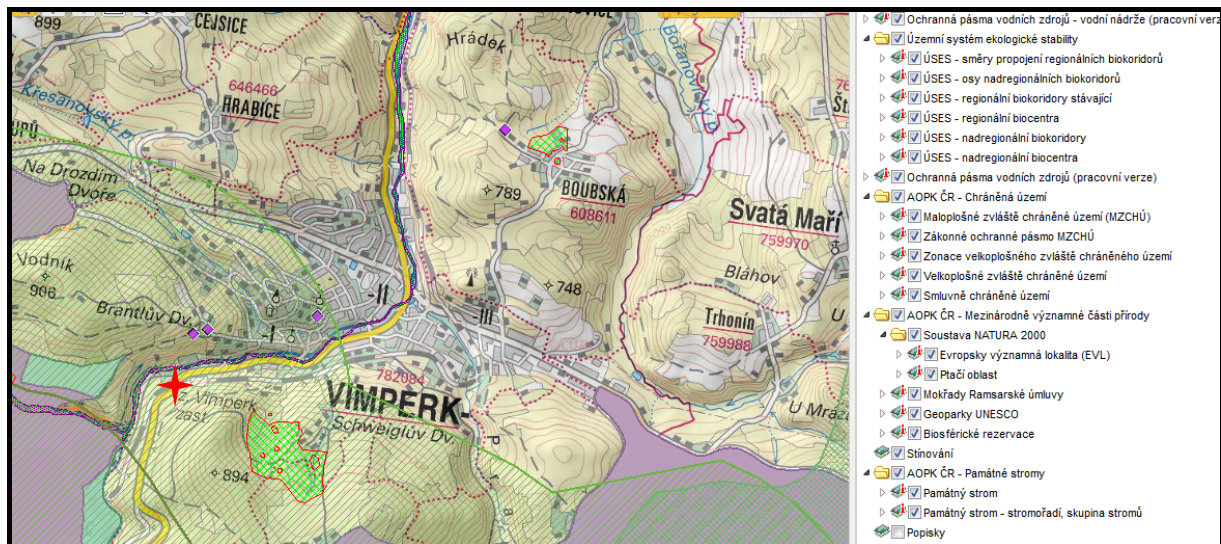 899
CEJSICE
Hrádek
Bořanovický p.
646466
HRABICE
Křesanovský p.
Na Drozdím
Dvoře
789
BOUBSKÁ
608611
Svatá Maří
759970
Vodník
906
Bláhov
748
-II
Brantlův Dv.
-I
-III
Trhonín
759988
U
782084
VIMPERK-
z. Vimperk
zast.
Schweiglův Dv.
U Mráz
894
Ochranná pásma vodních zdrojů - vodní nádrže (pracovní verze
Územní systém ekologické stability
ÚSES - směry propojení regionálních biokoridorů
ÚSES - osy nadregionálních biokoridorů
ÚSES - regionální biokoridory stávající
ÚSES - regionální biocentra
ÚSES - nadregionální biokoridory
ÚSES - nadregionální biocentra
Ochranná pásma vodních zdrojů (pracovní verze)
AOPK ČR - Chráněná území
Maloplošné zvláště chráněné území (MZCHÚ)
Zákonné ochranné pásmo MZCHÚ
Zonace velkoplošného zvláště chráněného území
Velkoplošné zvláště chráněné území
Smluvně chráněné území
AOPK ČR - Mezinárodně významné části přírody
Soustava NATURA 2000
Evropsky významná lokalita (EVL)
Ptačí oblast
Mokřady Ramsarské úmluvy
Geoparky UNESCO
Biosférické rezervace
Stínování
AOPK ČR - Památné stromy
Památný strom
Památný strom - stromořadí, skupina stromů
Popisky